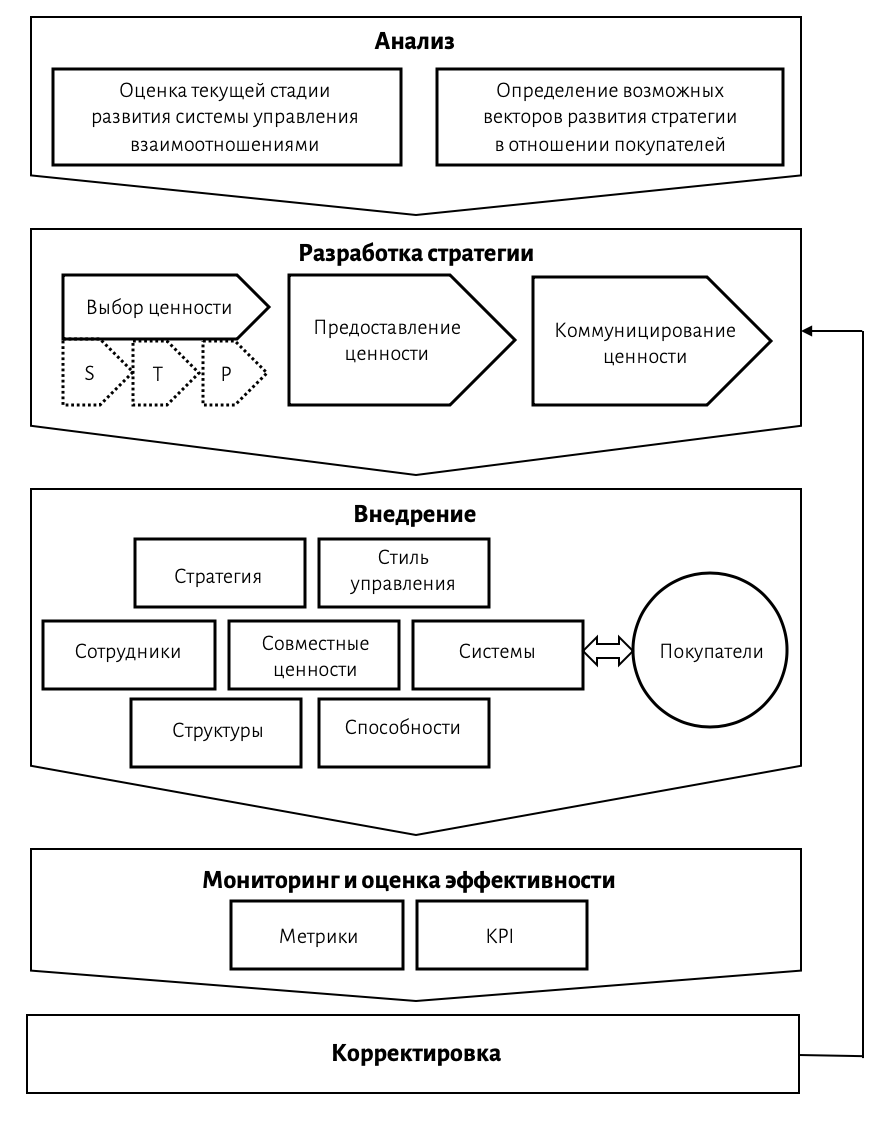 Анализ
Оценка текущей стадии
развития системы управления
взаимоотношениями
Определение возможных
векторов развития стратегии
в отношении покупателей
Разработка стратегии
Выбор ценности
S
T
P
Предоставление
ценности
Коммуницирование
ценности
Внедрение
Стратегия
Стиль
управления
Сотрудники
Совместные
ценности
Системы
Покупатели
Структуры
Способности
Мониторинг и оценка эффективности
Метрики
KPI
Корректировка